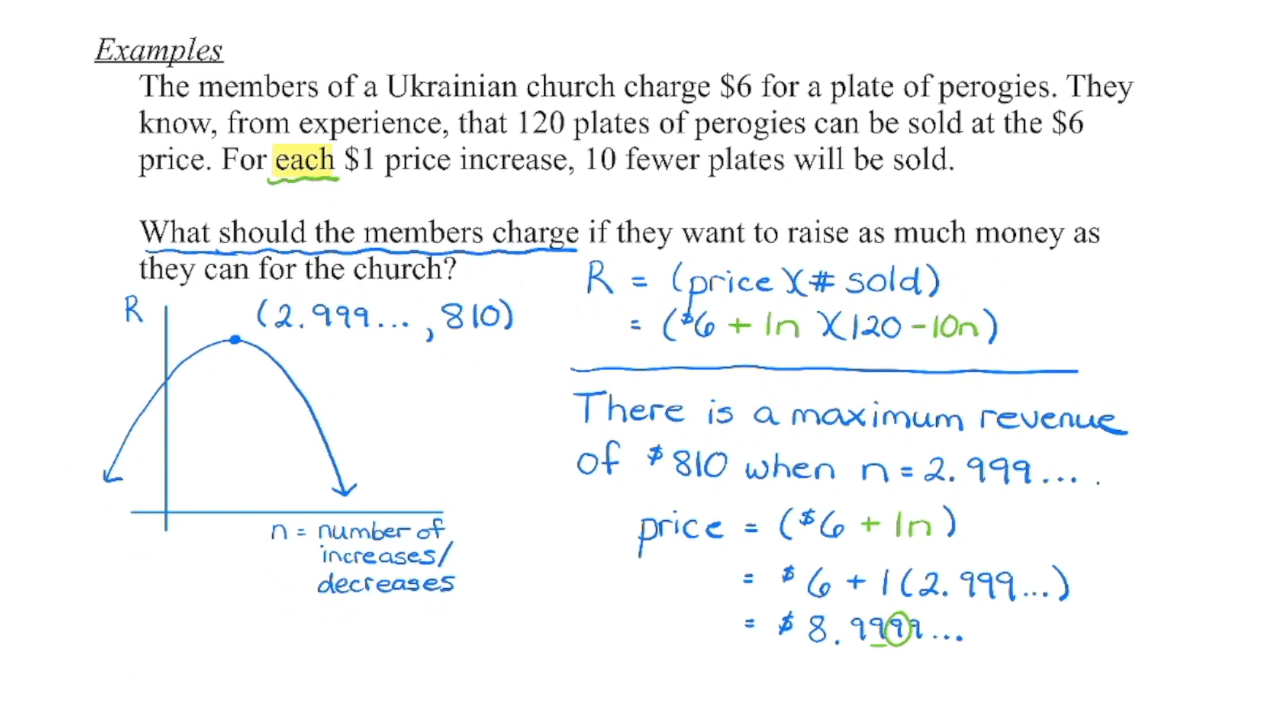 Examples
The members of a Ukrainian church charge $6 for a plate of perogies. They
know, from experience, that 120 plates of perogies can be sold at the $6
price. For each $1 price increase, 10 fewer plates will be sold.
What should the members charge if they want to raise as much money as
they can for the church?
R = (price)(# sold)
= ($6 + 1n)(120 - 10n)
R
(2.999..., 810)
n = number of
increases/
decreases
There is a maximum revenue
of $810 when n = 2.999... .
price = ($6 + 1n)
= $6 + 1(2.999...)
= $8.9999...